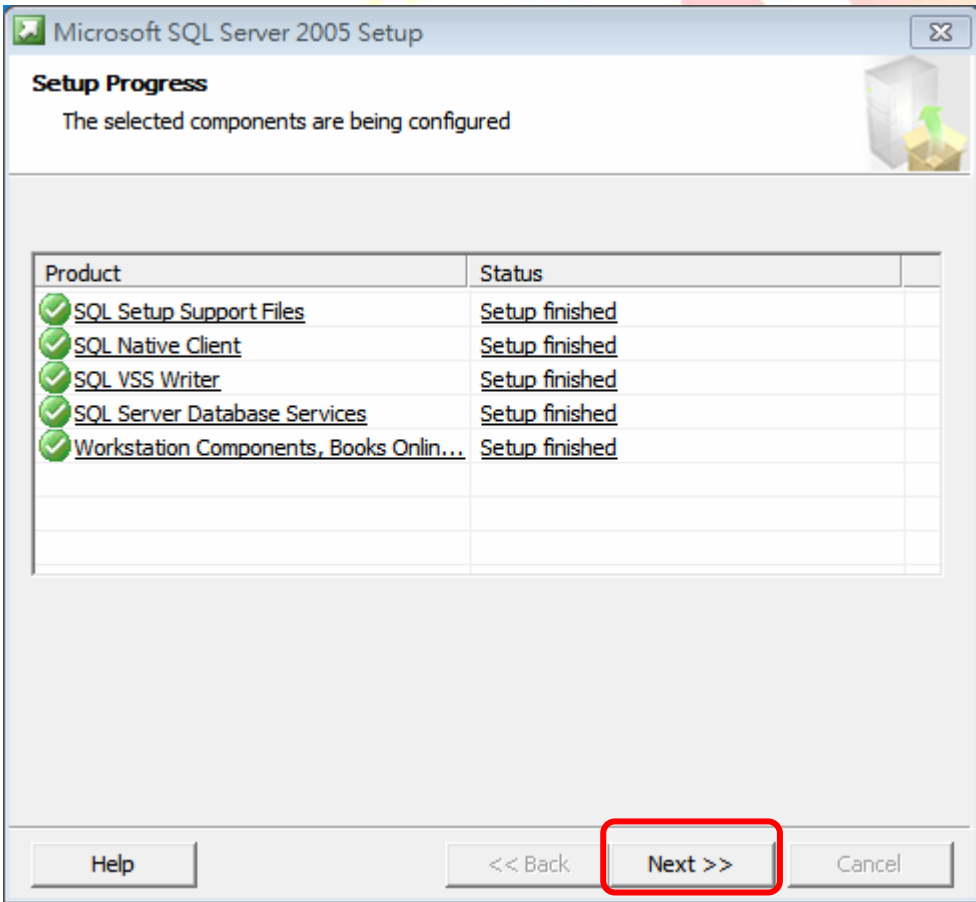 Microsoft SQL Server 2005 Setup
Setup Progress
The selected components are being configured
Product Status
SQL Setup Support Files Setup finished
SQL Native Client Setup finished
SQL VSS Writer Setup finished
SQL Server Database Services Setup finished
Workstation Components, Books Onlin... Setup finished
Help << Back Next >> Cancel